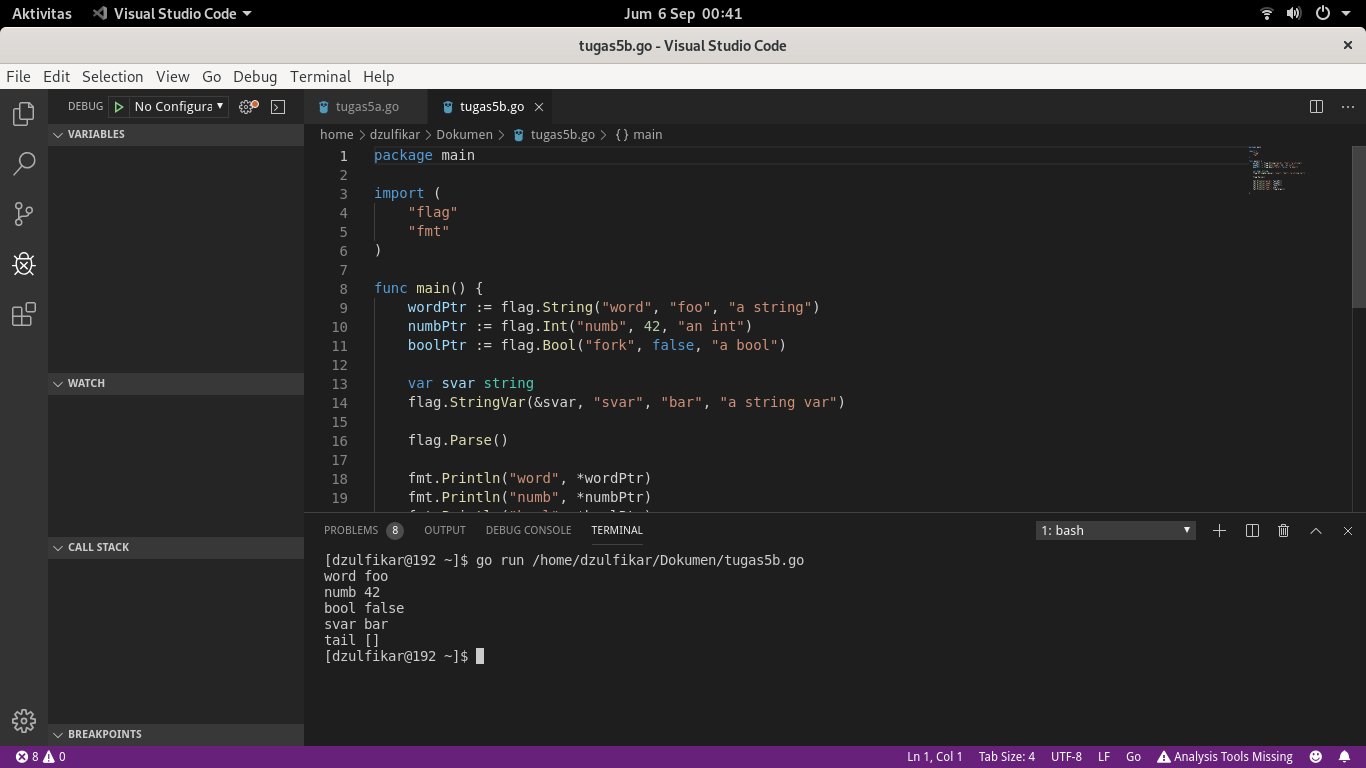 Aktivitas Visual Studio Code Jum 6 Sep 00:41
tugas5b.go - Visual Studio Code
File Edit Selection View Go Debug Terminal Help
DEBUG No Configura
VARIABLES
WATCH
CALL STACK
BREAKPOINTS
tugas5a.go tugas5b.go
home > dzulfikar > Dokumen > tugas5b.go > {} main
1 package main
2
3 import (
4 "flag"
5 "fmt"
6 )
7
8 func main() {
9 wordPtr := flag.String("word", "foo", "a string")
10 numbPtr := flag.Int("numb", 42, "an int")
11 boolPtr := flag.Bool("fork", false, "a bool")
12
13 var svar string
14 flag.StringVar(&svar, "svar", "bar", "a string var")
15
16 flag.Parse()
17
18 fmt.Println("word", *wordPtr)
19 fmt.Println("numb", *numbPtr)
PROBLEMS 8 OUTPUT DEBUG CONSOLE TERMINAL 1: bash
[dzulfikar@192 ~]$ go run /home/dzulfikar/Dokumen/tugas5b.go
word foo
numb 42
bool false
svar bar
tail []
[dzulfikar@192 ~]$
8 0 Ln 1, Col 1 Tab Size: 4 UTF-8 LF Go Analysis Tools Missing